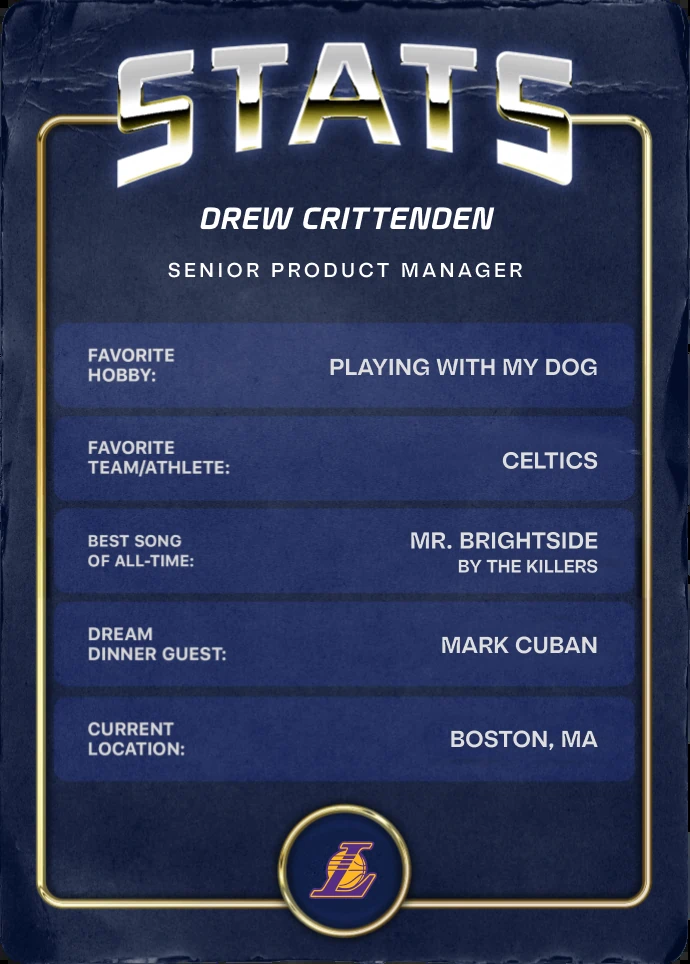 STATS
DREW CRITTENDEN
SENIOR PRODUCT MANAGER
FAVORITE
HOBBY:
PLAYING WITH MY DOG
FAVORITE
TEAM/ATHLETE:
CELTICS
BEST SONG
OF ALL-TIME:
MR. BRIGHTSIDE
BY THE KILLERS
DREAM
DINNER GUEST:
MARK CUBAN
CURRENT
LOCATION:
BOSTON, MA
L